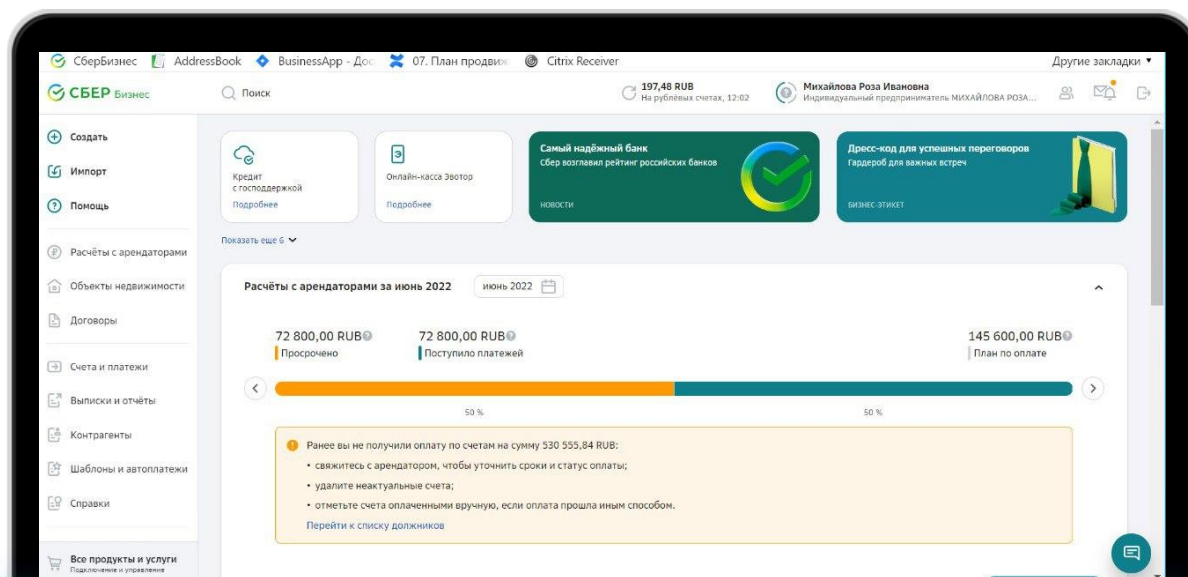 СберБизнес AddressBook BusinessApp - Дос 07. План продвиж Citrix Receiver Другие закладки
СБЕР Бизнес
Поиск
197,48 RUB
На рублёвых счетах, 12:02
Михайлова Роза Ивановна
Индивидуальный предприниматель МИХАЙЛОВА РОЗА...
Создать
Импорт
Помощь
Расчёты с арендаторами
Объекты недвижимости
Договоры
Счета и платежи
Выписки и отчёты
Контрагенты
Шаблоны и автоплатежи
Справки
Все продукты и услуги
Подключение и управление
Кредит
с господдержкой
Подробнее
Э
Онлайн-касса Эвотор
Подробнее
Самый надёжный банк
Сбер возглавил рейтинг российских банков
НОВОСТИ
Дресс-код для успешных переговоров
Гардероб для важных встреч
БИЗНЕС-ЭТИКЕТ
Показать еще 6
Расчёты с арендаторами за июнь 2022
июнь 2022
72 800,00 RUB
Просрочено
72 800,00 RUB
Поступило платежей
145 600,00 RUB
План по оплате
50 %
50 %
Ранее вы не получили оплату по счетам на сумму 530 555,84 RUB:
• свяжитесь с арендатором, чтобы уточнить сроки и статус оплаты;
• удалите неактуальные счета;
• отметьте счета оплаченными вручную, если оплата прошла иным способом.
Перейти к списку должников